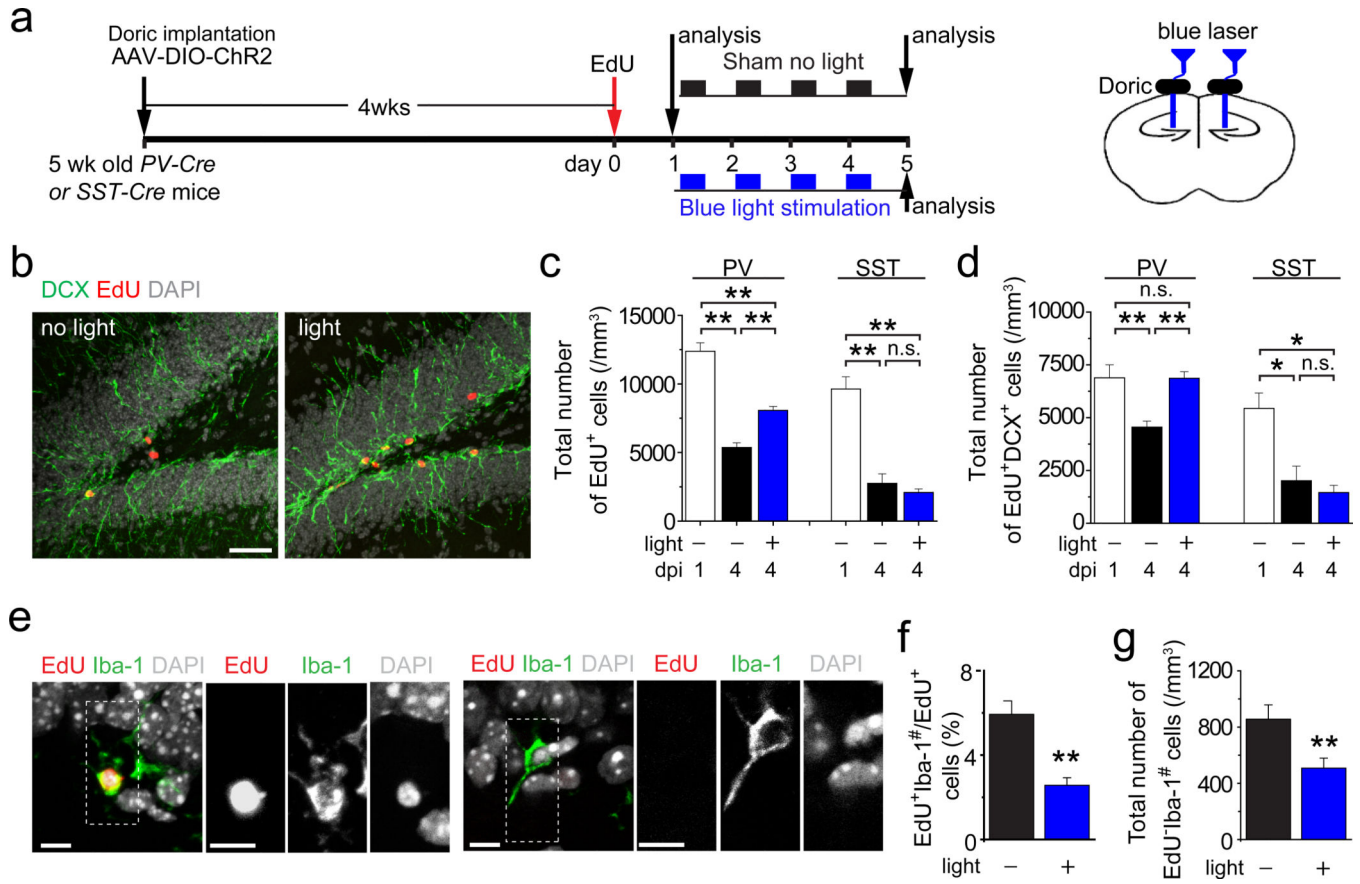 a
Doric implantation
AAV-DIO-ChR2
4wks
EdU
analysis
Sham no light
analysis
5 wk old PV-Cre
or SST-Cre mice
day 0 1 2 3 4 5
Blue light stimulation
analysis
blue laser
Doric
b
DCX EdU DAPI
no light
light
c
PV SST
** ** ** ** ** n.s.
Total number
of EdU⁺ cells (/mm³)
15000
10000
5000
0
light − − + − − +
dpi 1 4 4 1 4 4
d
PV SST
n.s. ** ** * * n.s.
Total number
of EdU⁺DCX⁺ cells (/mm³)
10000
7500
5000
2500
0
light − − + − − +
dpi 1 4 4 1 4 4
e
EdU Iba-1 DAPI EdU Iba-1 DAPI
EdU Iba-1 DAPI EdU Iba-1 DAPI
f
EdU⁺Iba-1#/EdU⁺
cells (%)
8
4
0
**
light − +
g
Total number of
EdU⁻Iba-1# cells (/mm³)
1200
800
400
0
**
light − +